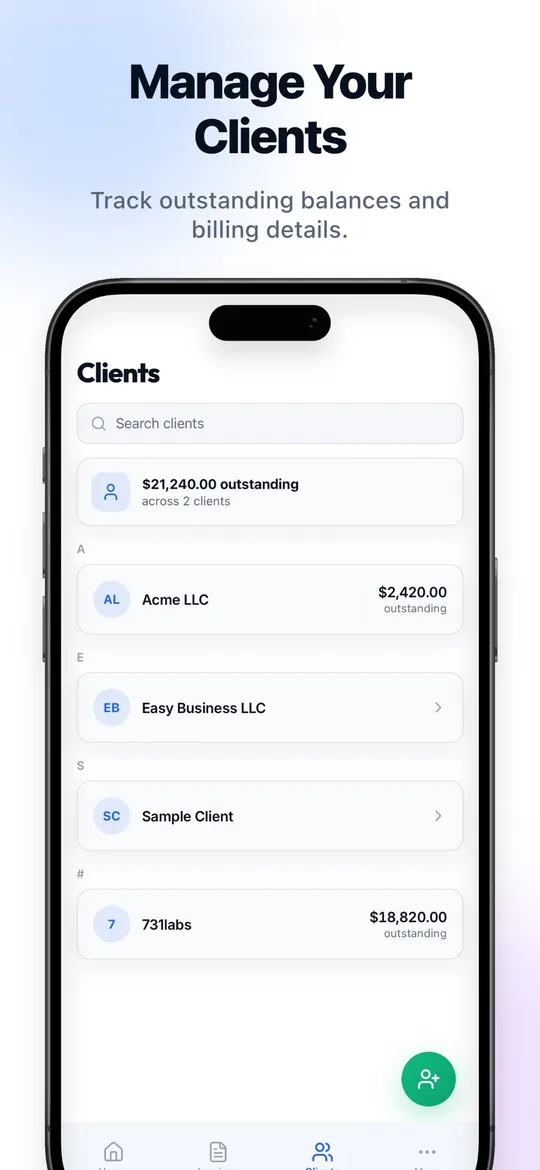 Manage Your
Clients
Track outstanding balances and
billing details.
Clients
Search clients
$21,240.00 outstanding
across 2 clients
A
AL
Acme LLC
$2,420.00
outstanding
E
EB
Easy Business LLC
S
SC
Sample Client
#
7
731labs
$18,820.00
outstanding